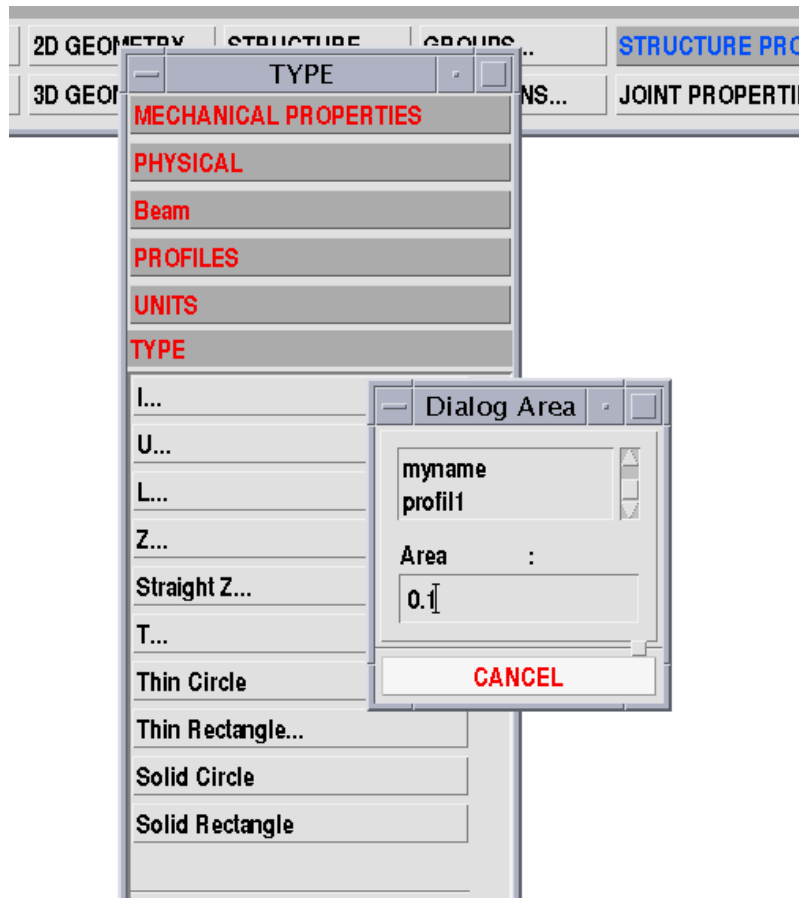 2D GEOMETRY STRUCTURE GROUPS... STRUCTURE PRO
3D GEO NS... JOINT PROPERTI
TYPE
MECHANICAL PROPERTIES
PHYSICAL
Beam
PROFILES
UNITS
TYPE
I...
U...
L...
Z...
Straight Z...
T...
Thin Circle
Thin Rectangle...
Solid Circle
Solid Rectangle
Dialog Area
myname
profil1
Area :
0.1
CANCEL